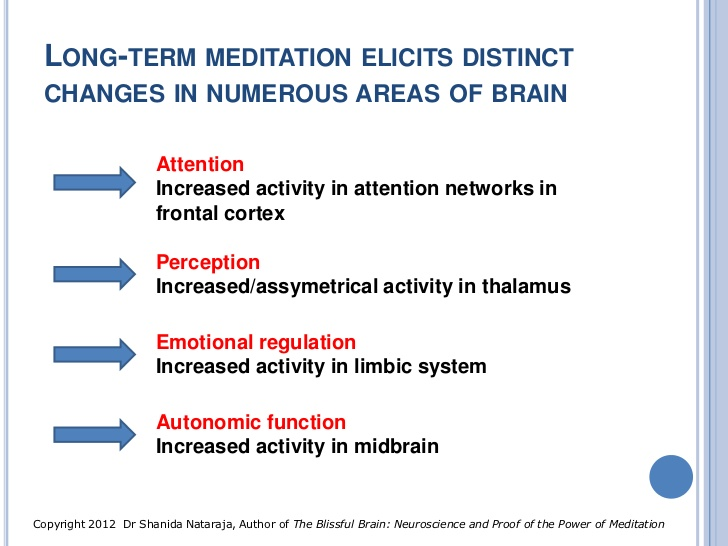 LONG-TERM MEDITATION ELICITS DISTINCT
CHANGES IN NUMEROUS AREAS OF BRAIN
Attention
Increased activity in attention networks in
frontal cortex
Perception
Increased/assymetrical activity in thalamus
Emotional regulation
Increased activity in limbic system
Autonomic function
Increased activity in midbrain
Copyright 2012 Dr Shanida Nataraja, Author of The Blissful Brain: Neuroscience and Proof of the Power of Meditation